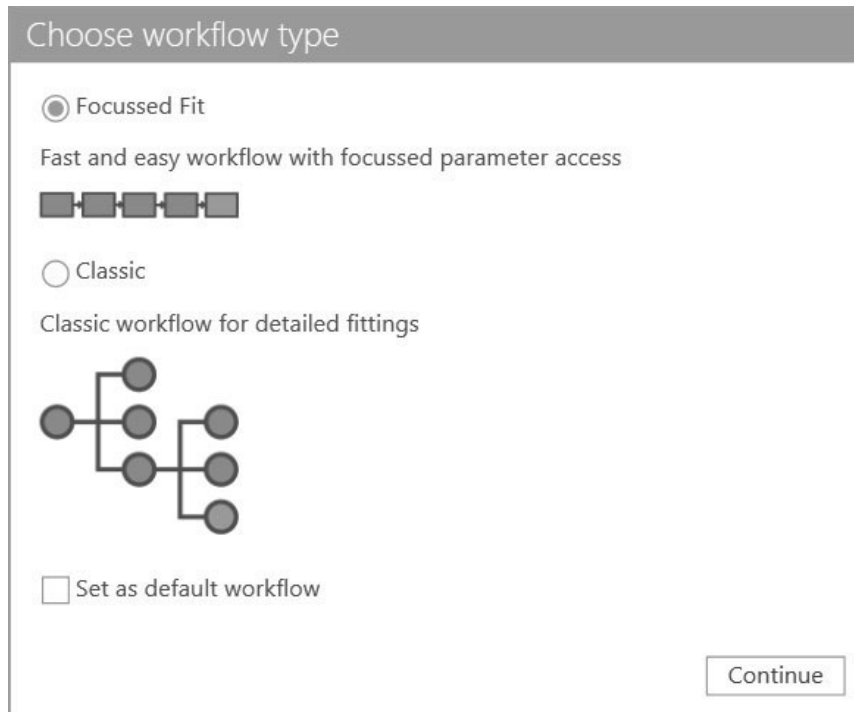 Choose workflow type
Focussed Fit
Fast and easy workflow with focussed parameter access
Classic
Classic workflow for detailed fittings
Set as default workflow
Continue